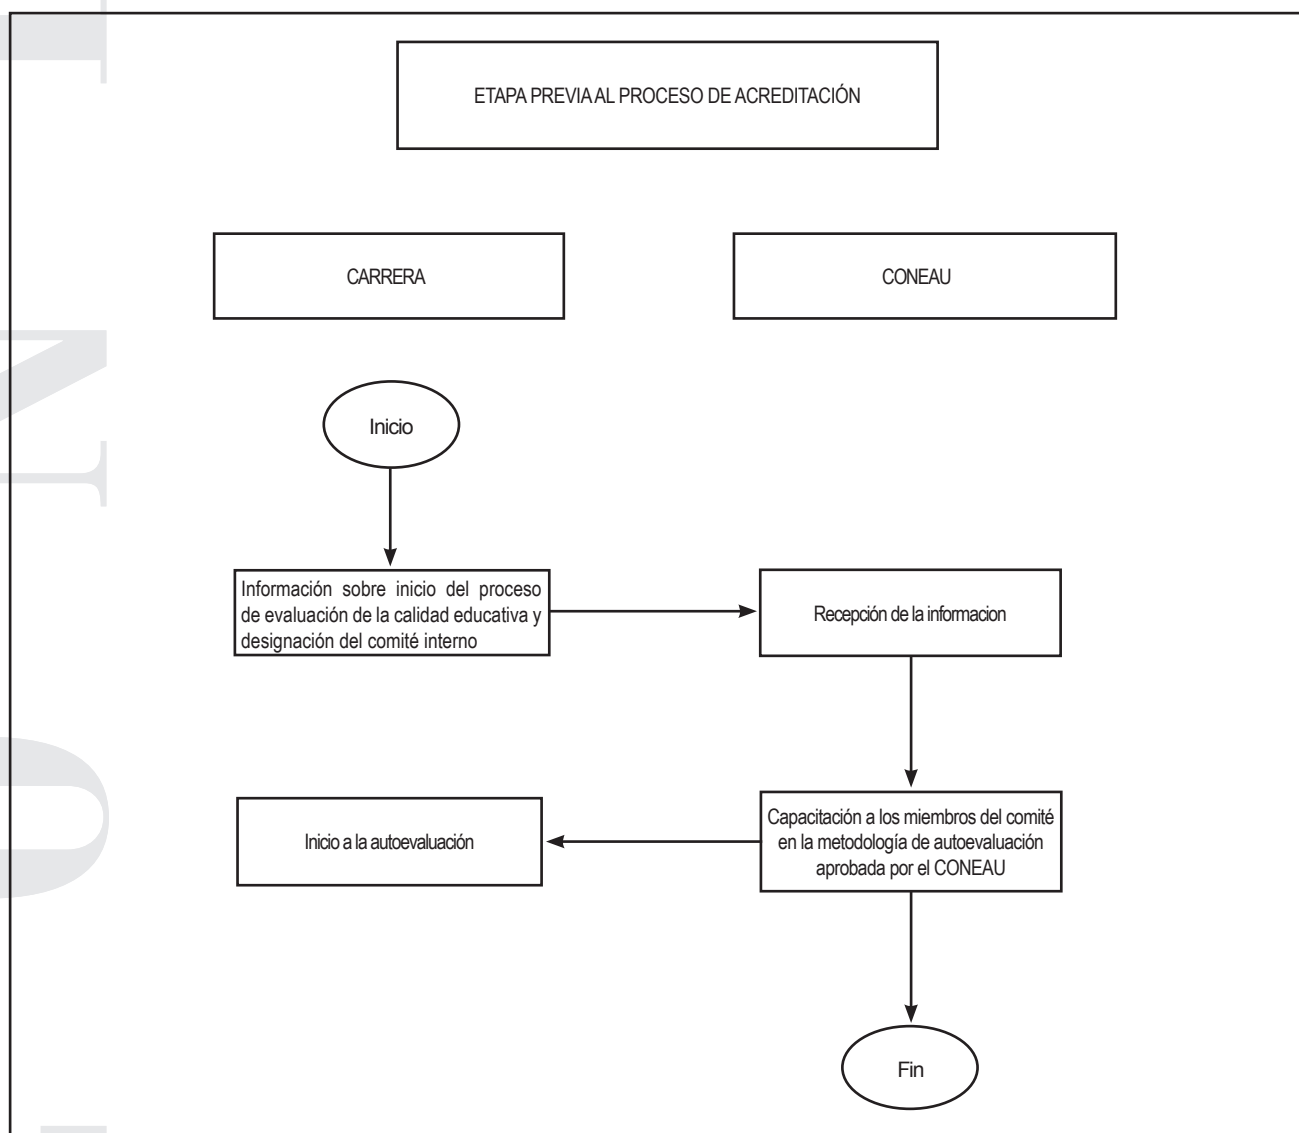 ETAPA PREVIA AL PROCESO DE ACREDITACIÓN
CARRERA
CONEAU
Inicio
Información sobre inicio del proceso
de evaluación de la calidad educativa y
designación del comité interno
Recepción de la informacion
Inicio a la autoevaluación
Capacitación a los miembros del comité
en la metodología de autoevaluación
aprobada por el CONEAU
Fin